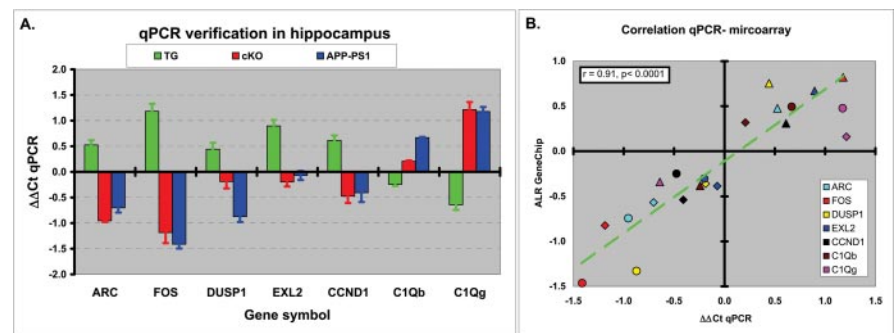 A.
qPCR verification in hippocampus
TG cKO APP-PS1
2.0
1.5
1.0
0.5
0.0
-0.5
-1.0
-1.5
-2.0
ΔΔCt qPCR
ARC FOS DUSP1 EXL2 CCND1 C1Qb C1Qg
Gene symbol
B.
Correlation qPCR- mircoarray
r = 0.91, p< 0.0001
1.0
0.5
0.0
-0.5
-1.0
-1.5
ALR GeneChip
ARC
FOS
DUSP1
EXL2
CCND1
C1Qb
C1Qg
-1.5 -1.0 -0.5 0.0 0.5 1.0 1.5
ΔΔCt qPCR